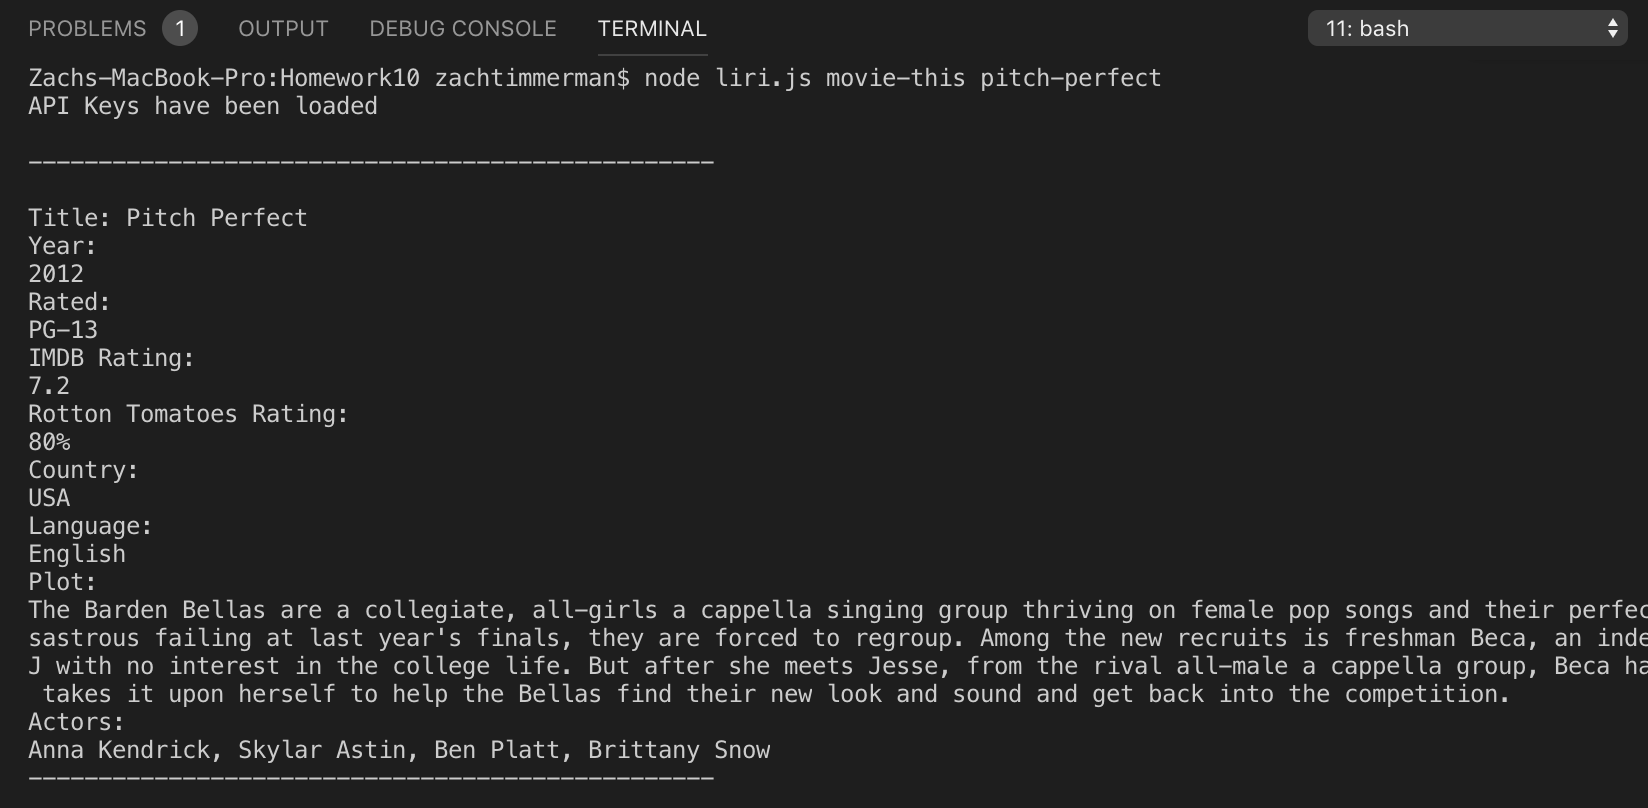 PROBLEMS 1 OUTPUT DEBUG CONSOLE TERMINAL 11: bash
Zachs-MacBook-Pro:Homework10 zachtimmerman$ node liri.js movie-this pitch-perfect
API Keys have been loaded
-------------------------------------------------
Title: Pitch Perfect
Year:
2012
Rated:
PG-13
IMDB Rating:
7.2
Rotton Tomatoes Rating:
80%
Country:
USA
Language:
English
Plot:
The Barden Bellas are a collegiate, all-girls a cappella singing group thriving on female pop songs and their perfec
sastrous failing at last year's finals, they are forced to regroup. Among the new recruits is freshman Beca, an inde
J with no interest in the college life. But after she meets Jesse, from the rival all-male a cappella group, Beca ha
takes it upon herself to help the Bellas find their new look and sound and get back into the competition.
Actors:
Anna Kendrick, Skylar Astin, Ben Platt, Brittany Snow
-------------------------------------------------